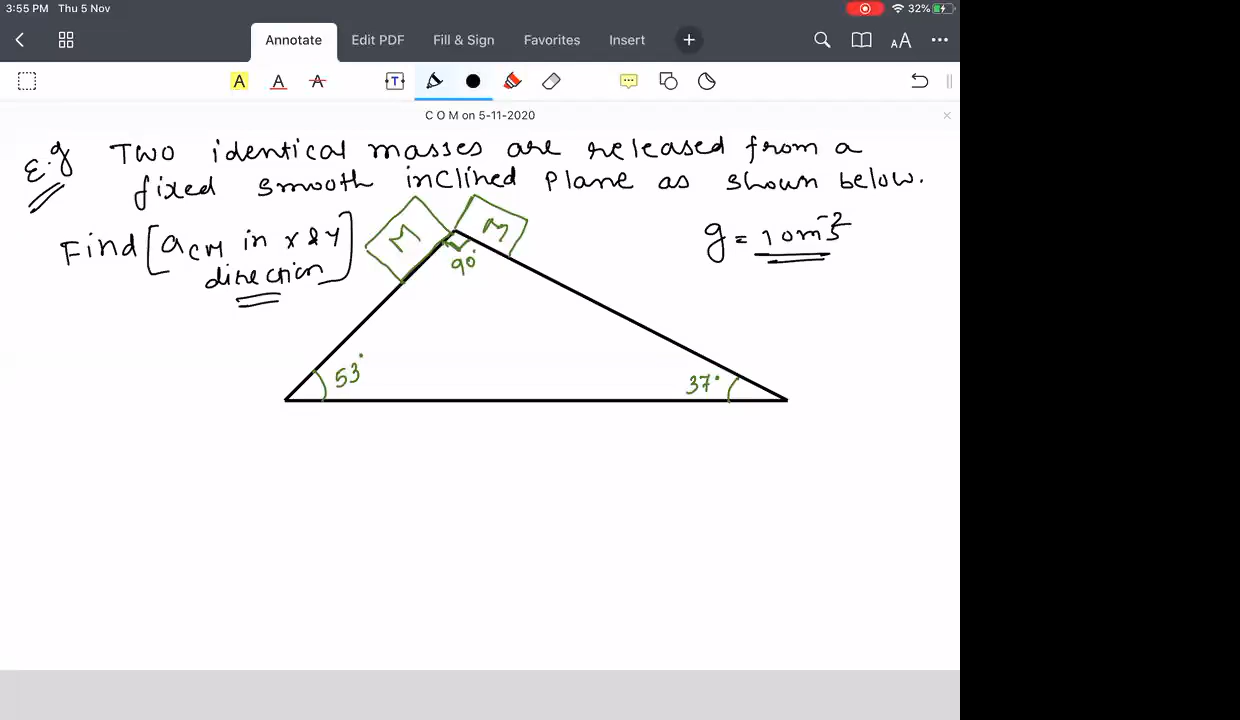 3:55 PM Thu 5 Nov
32%
Annotate Edit PDF Fill & Sign Favorites Insert
C O M on 5-11-2020
E.g Two identical masses are released from a
fixed smooth inclined plane as shown below.
Find [aCM in x & y
direction]
g = 10ms⁻²
M M
90°
53° 37°